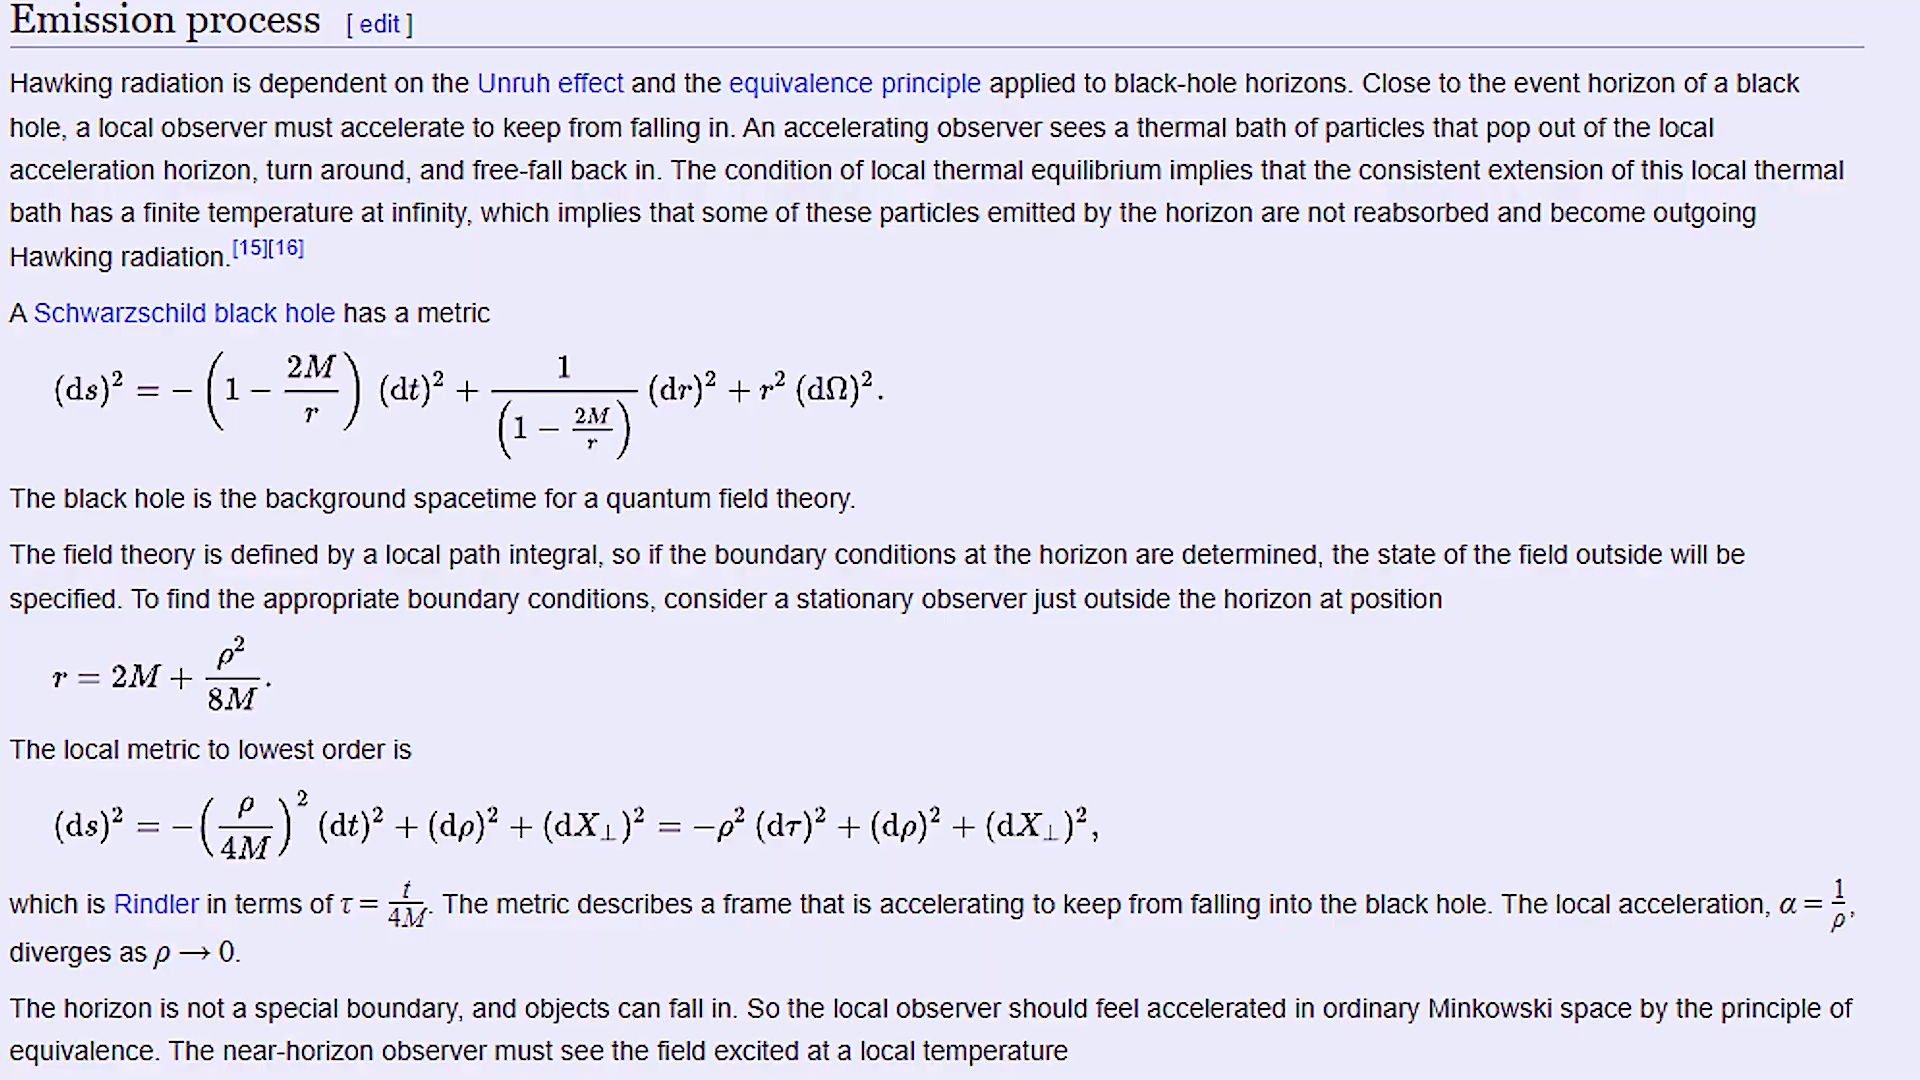 Emission process [ edit ]
Hawking radiation is dependent on the Unruh effect and the equivalence principle applied to black-hole horizons. Close to the event horizon of a black
hole, a local observer must accelerate to keep from falling in. An accelerating observer sees a thermal bath of particles that pop out of the local
acceleration horizon, turn around, and free-fall back in. The condition of local thermal equilibrium implies that the consistent extension of this local thermal
bath has a finite temperature at infinity, which implies that some of these particles emitted by the horizon are not reabsorbed and become outgoing
Hawking radiation.[15][16]
A Schwarzschild black hole has a metric
(ds)² = −(1 − 2M/r) (dt)² + 1/(1 − 2M/r) (dr)² + r² (dΩ)².
The black hole is the background spacetime for a quantum field theory.
The field theory is defined by a local path integral, so if the boundary conditions at the horizon are determined, the state of the field outside will be
specified. To find the appropriate boundary conditions, consider a stationary observer just outside the horizon at position
r = 2M + ρ²/8M.
The local metric to lowest order is
(ds)² = −(ρ/4M)² (dt)² + (dρ)² + (dX⊥)² = −ρ² (dτ)² + (dρ)² + (dX⊥)²,
which is Rindler in terms of τ = t/4M. The metric describes a frame that is accelerating to keep from falling into the black hole. The local acceleration, α = 1/ρ,
diverges as ρ → 0.
The horizon is not a special boundary, and objects can fall in. So the local observer should feel accelerated in ordinary Minkowski space by the principle of
equivalence. The near-horizon observer must see the field excited at a local temperature